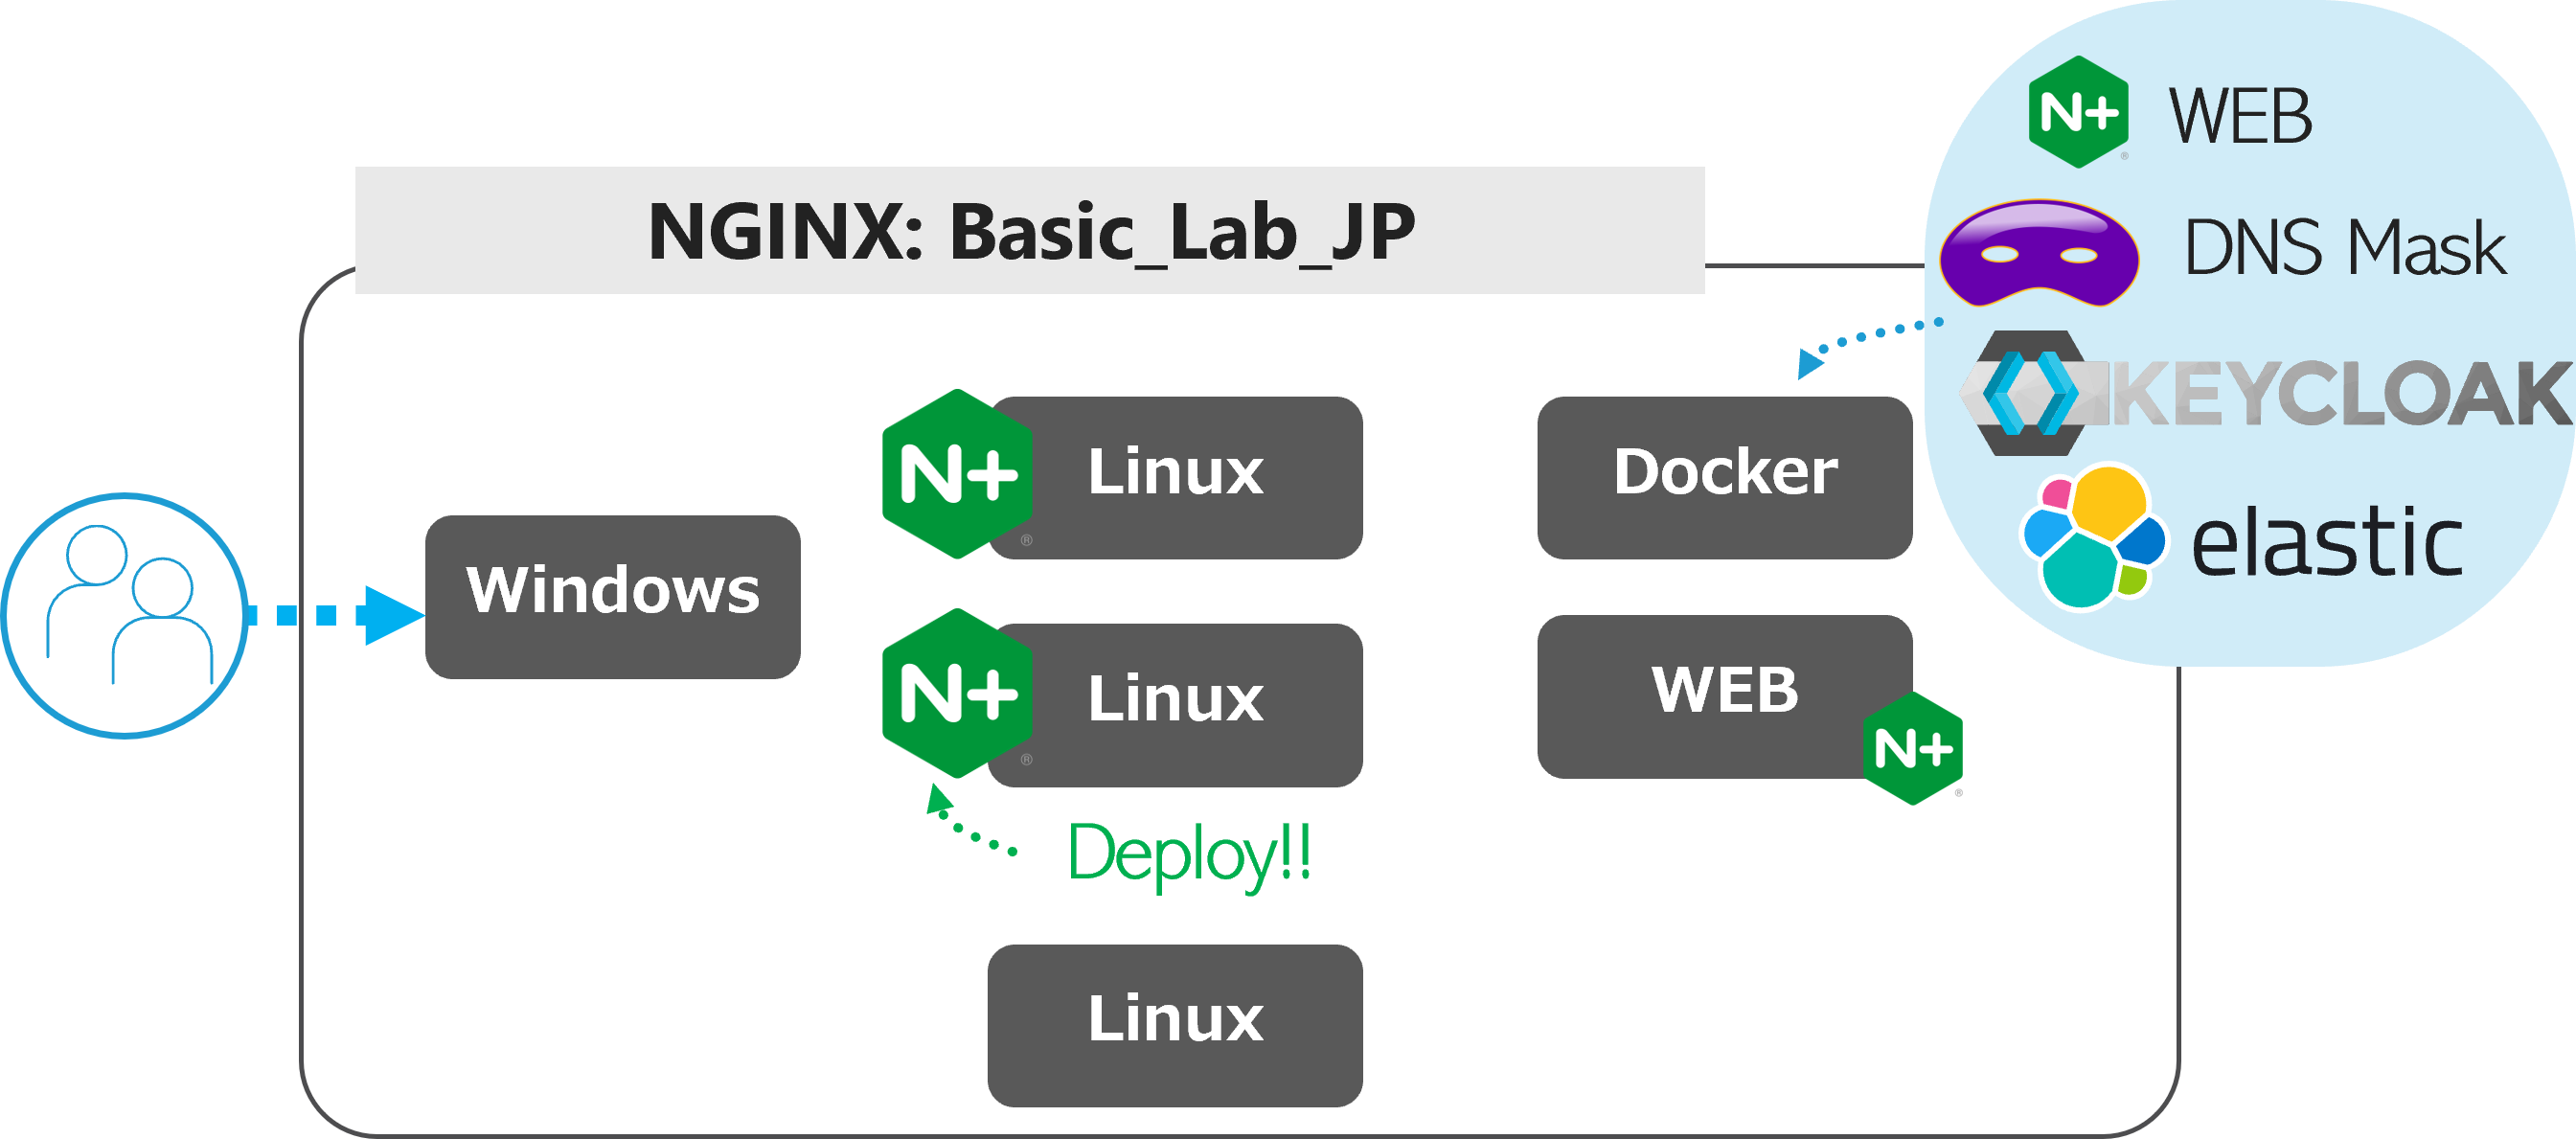 N+ WEB
®
NGINX: Basic_Lab_JP
DNS Mask
KEYCLOAK
N+ Linux
®
Docker
elastic
Windows
N+ Linux
®
WEB
N+
®
Deploy!!
Linux